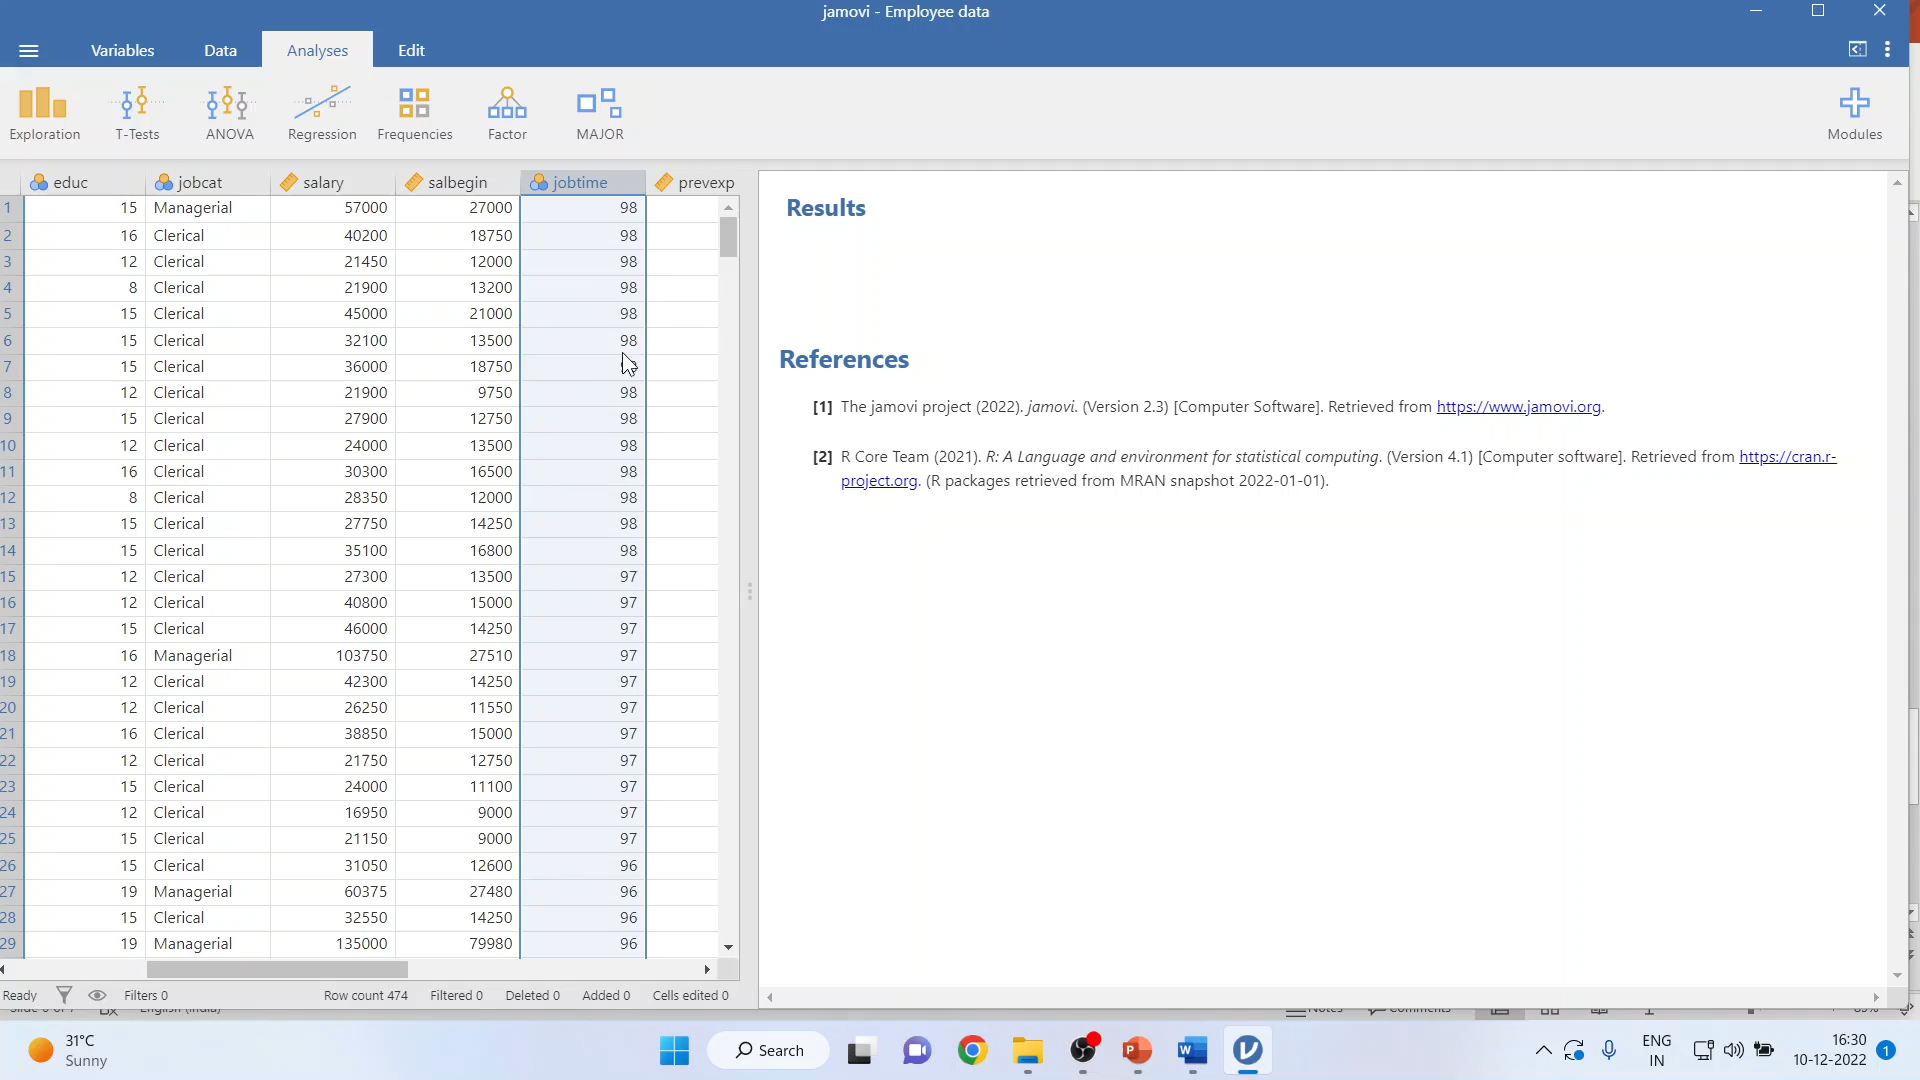 jamovi - Employee data
Variables Data Analyses Edit
Exploration T-Tests ANOVA Regression Frequencies Factor MAJOR Modules
educ jobcat salary salbegin jobtime prevexp
1 15 Managerial 57000 27000 98
2 16 Clerical 40200 18750 98
3 12 Clerical 21450 12000 98
4 8 Clerical 21900 13200 98
5 15 Clerical 45000 21000 98
6 15 Clerical 32100 13500 98
7 15 Clerical 36000 18750
8 12 Clerical 21900 9750 98
9 15 Clerical 27900 12750 98
10 12 Clerical 24000 13500 98
11 16 Clerical 30300 16500 98
12 8 Clerical 28350 12000 98
13 15 Clerical 27750 14250 98
14 15 Clerical 35100 16800 98
15 12 Clerical 27300 13500 97
16 12 Clerical 40800 15000 97
17 15 Clerical 46000 14250 97
18 16 Managerial 103750 27510 97
19 12 Clerical 42300 14250 97
20 12 Clerical 26250 11550 97
21 16 Clerical 38850 15000 97
22 12 Clerical 21750 12750 97
23 15 Clerical 24000 11100 97
24 12 Clerical 16950 9000 97
25 15 Clerical 21150 9000 97
26 15 Clerical 31050 12600 96
27 19 Managerial 60375 27480 96
28 15 Clerical 32550 14250 96
29 19 Managerial 135000 79980 96
Ready Filters 0 Row count 474 Filtered 0 Deleted 0 Added 0 Cells edited 0
Results
References
[1] The jamovi project (2022). jamovi. (Version 2.3) [Computer Software]. Retrieved from https://www.jamovi.org.
[2] R Core Team (2021). R: A Language and environment for statistical computing. (Version 4.1) [Computer software]. Retrieved from https://cran.r-
project.org. (R packages retrieved from MRAN snapshot 2022-01-01).
31°C
Sunny
Search
ENG
IN
16:30
10-12-2022
1